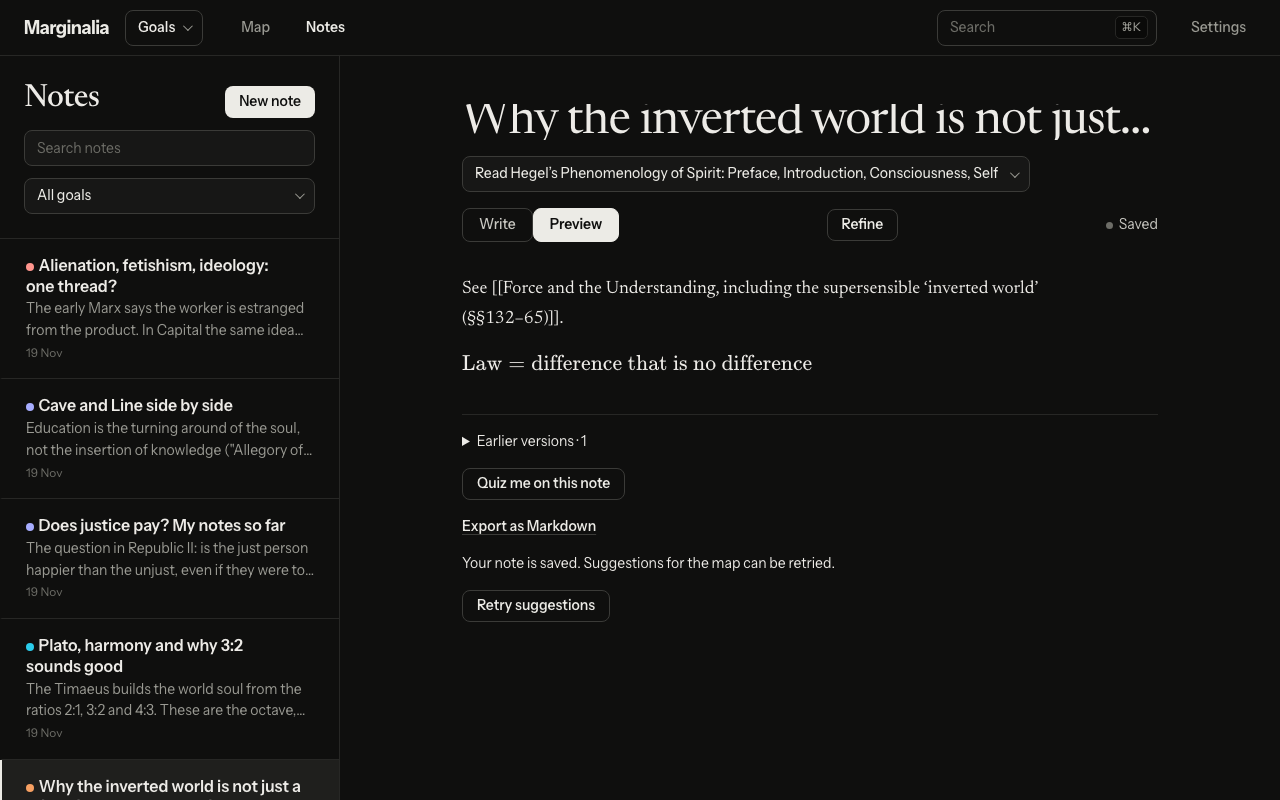 Marginalia
Goals
Map
Notes
Search
⌘K
Settings
Notes
New note
Search notes
All goals
Alienation, fetishism, ideology:
one thread?
The early Marx says the worker is estranged
from the product. In Capital the same idea...
19 Nov
Cave and Line side by side
Education is the turning around of the soul,
not the insertion of knowledge ("Allegory of...
19 Nov
Does justice pay? My notes so far
The question in Republic II: is the just person
happier than the unjust, even if they were to...
19 Nov
Plato, harmony and why 3:2
sounds good
The Timaeus builds the world soul from the
ratios 2:1, 3:2 and 4:3. These are the octave,...
19 Nov
Why the inverted world is not just a
Why the inverted world is not just...
Read Hegel’s Phenomenology of Spirit: Preface, Introduction, Consciousness, Self
Write
Preview
Refine
Saved
See [[Force and the Understanding, including the supersensible ‘inverted world’
(§§132–65)]].
Law = difference that is no difference
Earlier versions · 1
Quiz me on this note
Export as Markdown
Your note is saved. Suggestions for the map can be retried.
Retry suggestions